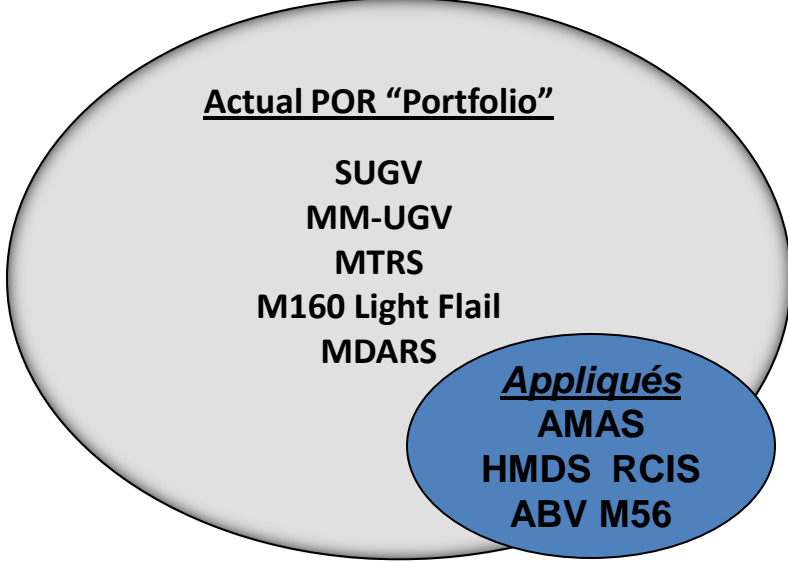 Actual POR “Portfolio”
SUGV
MM-UGV
MTRS
M160 Light Flail
MDARS
Appliqués
AMAS
HMDS RCIS
ABV M56